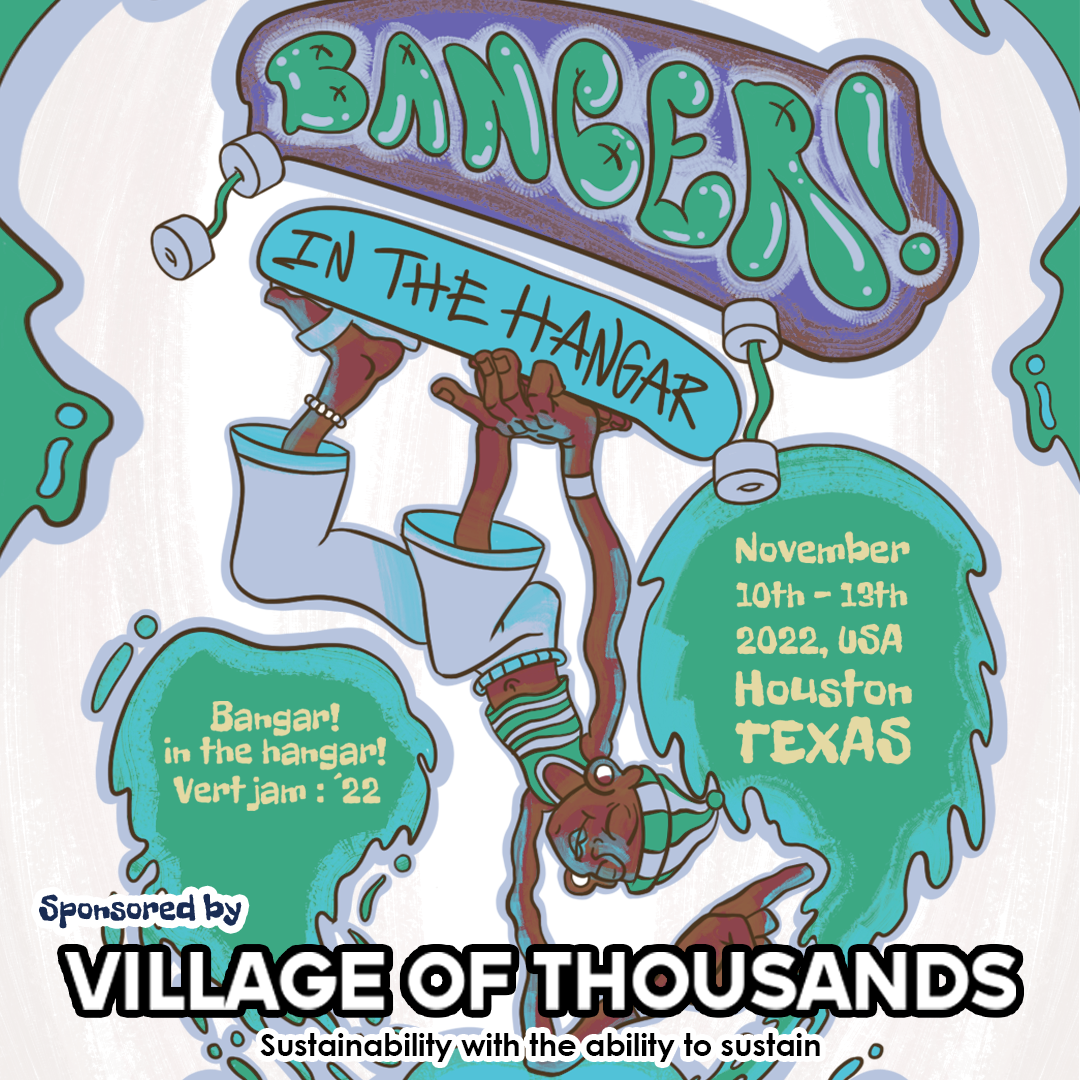 BANGER!
IN THE HANGAR
November
10th - 13th
2022, USA
Houston
TEXAS
Bangar!
in the hangar!
Vert jam : ´22
Sponsored by
VILLAGE OF THOUSANDS
Sustainability with the ability to sustain